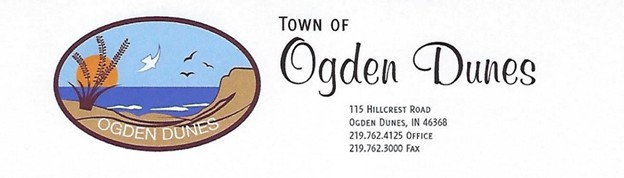 OGDEN DUNES
TOWN OF
Ogden Dunes
115 HILLCREST ROAD
OGDEN DUNES, IN 46368
219.762.4125 OFFICE
219.762.3000 FAX